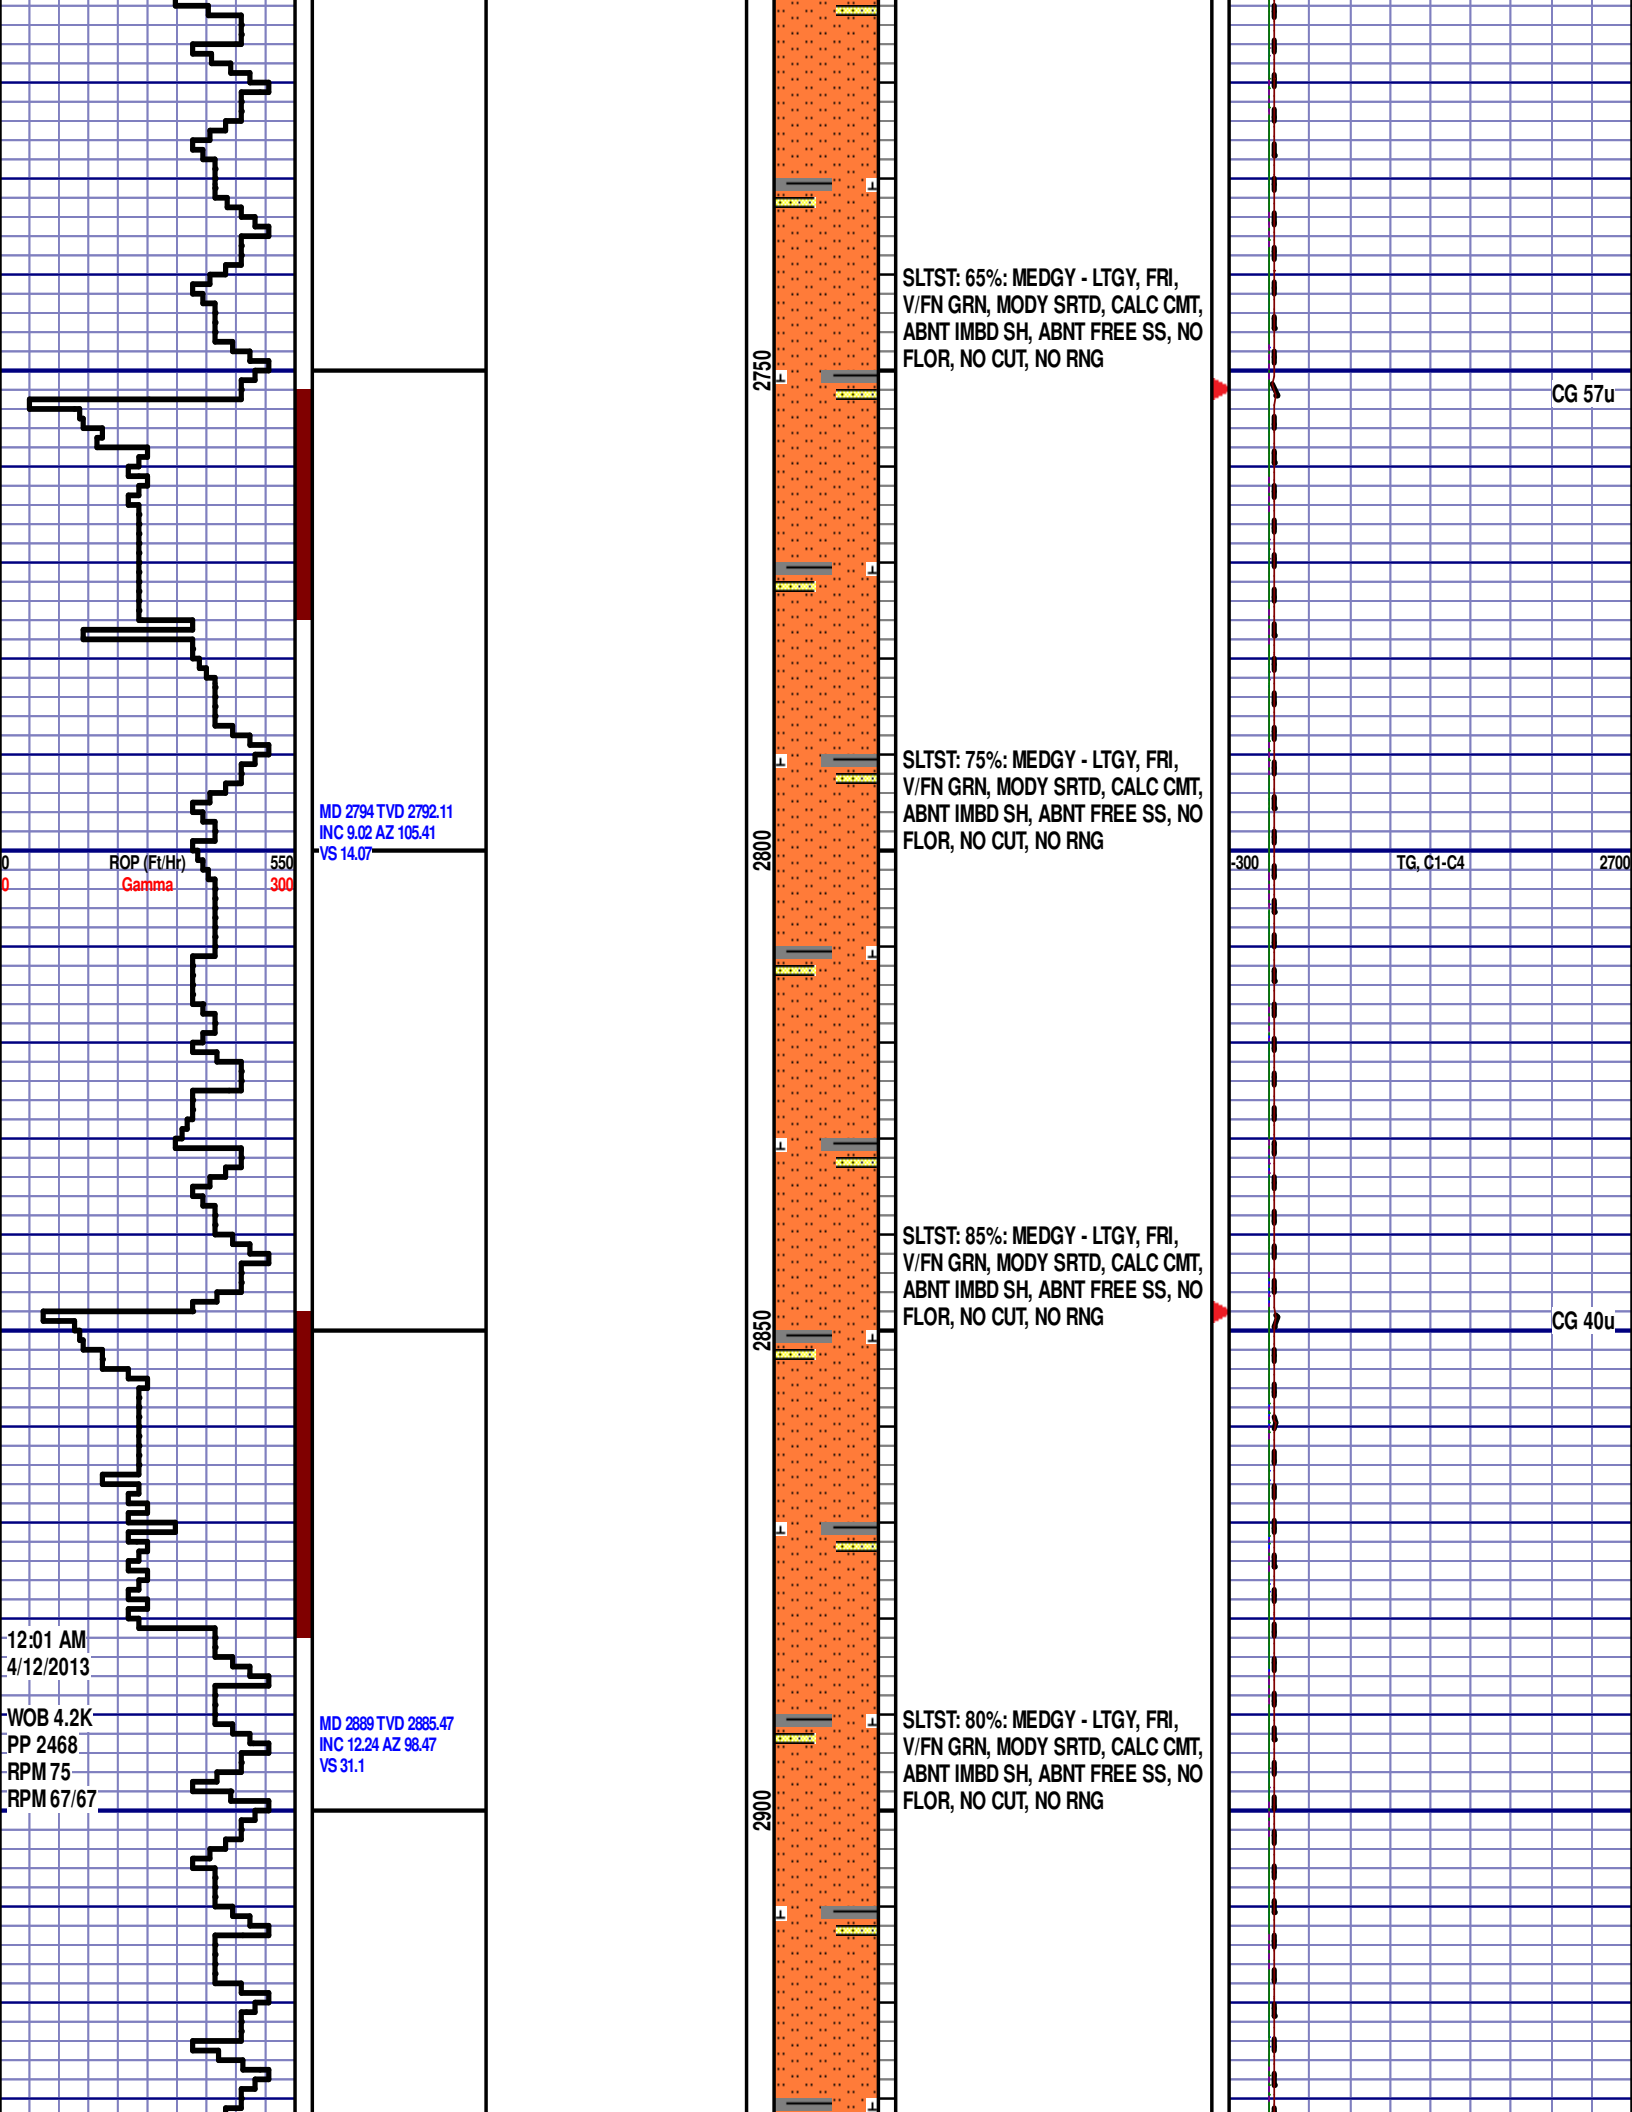 SLTST: 65%: MEDGY - LTGY, FRI,
V/FN GRN, MODY SRTD, CALC CMT,
ABNT IMBD SH, ABNT FREE SS, NO
FLOR, NO CUT, NO RNG
2750
CG 57u
SLTST: 75%: MEDGY - LTGY, FRI,
V/FN GRN, MODY SRTD, CALC CMT,
ABNT IMBD SH, ABNT FREE SS, NO
FLOR, NO CUT, NO RNG
MD 2794 TVD 2792.11
INC 9.02 AZ 105.41
VS 14.07
2800
0 ROP (Ft/Hr) 550
0 Gamma 300
-300 TG, C1-C4 2700
SLTST: 85%: MEDGY - LTGY, FRI,
V/FN GRN, MODY SRTD, CALC CMT,
ABNT IMBD SH, ABNT FREE SS, NO
FLOR, NO CUT, NO RNG
2850
CG 40u
12:01 AM
4/12/2013
WOB 4.2K
PP 2468
RPM 75
RPM 67/67
MD 2889 TVD 2885.47
INC 12.24 AZ 98.47
VS 31.1
SLTST: 80%: MEDGY - LTGY, FRI,
V/FN GRN, MODY SRTD, CALC CMT,
ABNT IMBD SH, ABNT FREE SS, NO
FLOR, NO CUT, NO RNG
2900